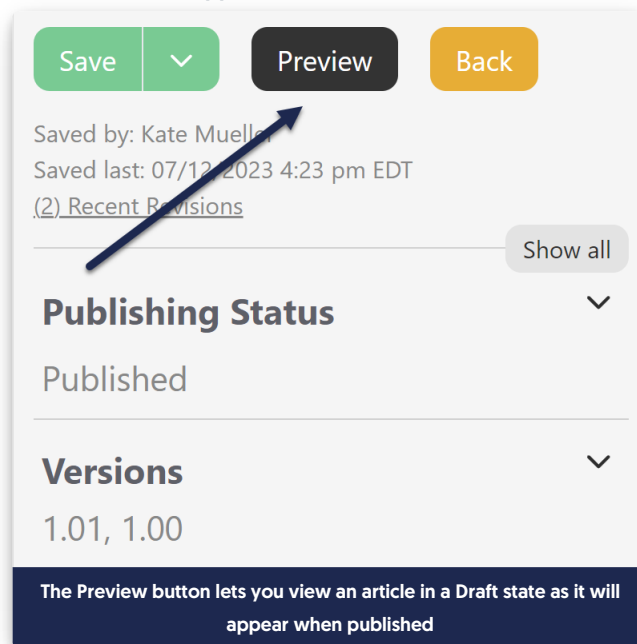 Save
Preview
Back
Saved by: Kate Mueller
Saved last: 07/12/2023 4:23 pm EDT
(2) Recent Revisions
Show all
Publishing Status
Published
Versions
1.01, 1.00
The Preview button lets you view an article in a Draft state as it will
appear when published